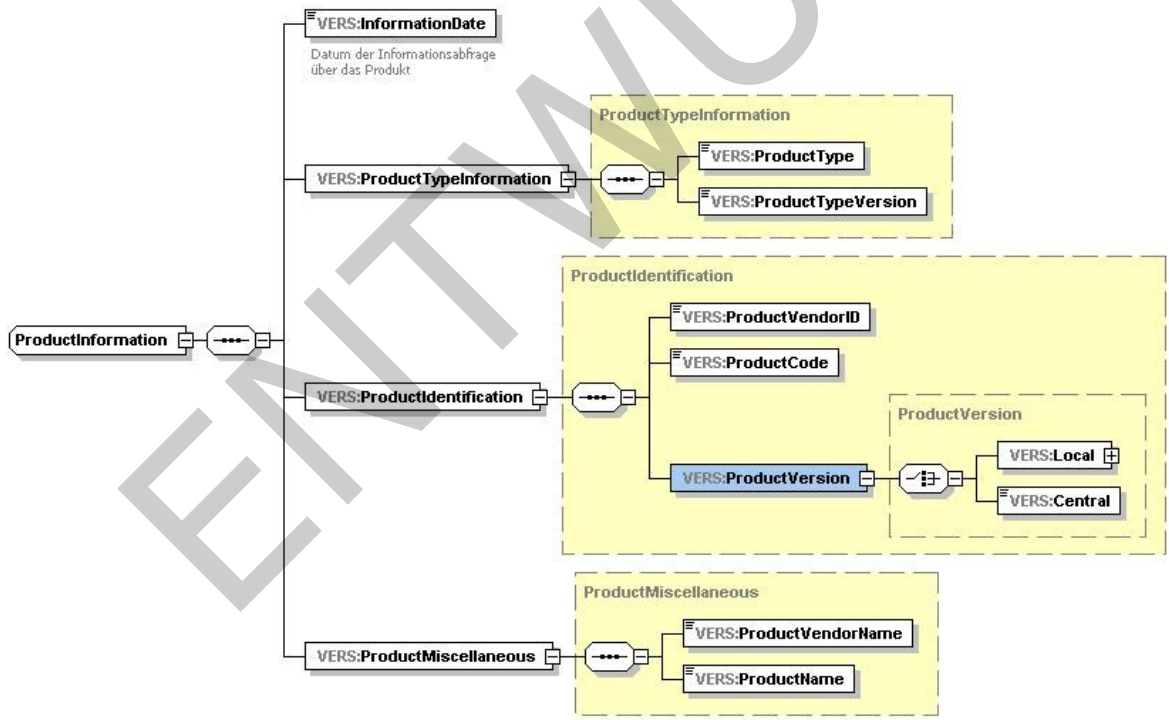 VERS:InformationDate
Datum der Informationsabfrage
über das Produkt
ProductTypeInformation
VERS:ProductType
VERS:ProductTypeInformation
VERS:ProductTypeVersion
ProductIdentification
VERS:ProductVendorID
ProductInformation
VERS:ProductCode
VERS:ProductIdentification
ProductVersion
VERS:Local
VERS:ProductVersion
VERS:Central
ProductMiscellaneous
VERS:ProductVendorName
VERS:ProductMiscellaneous
VERS:ProductName
ENTWU